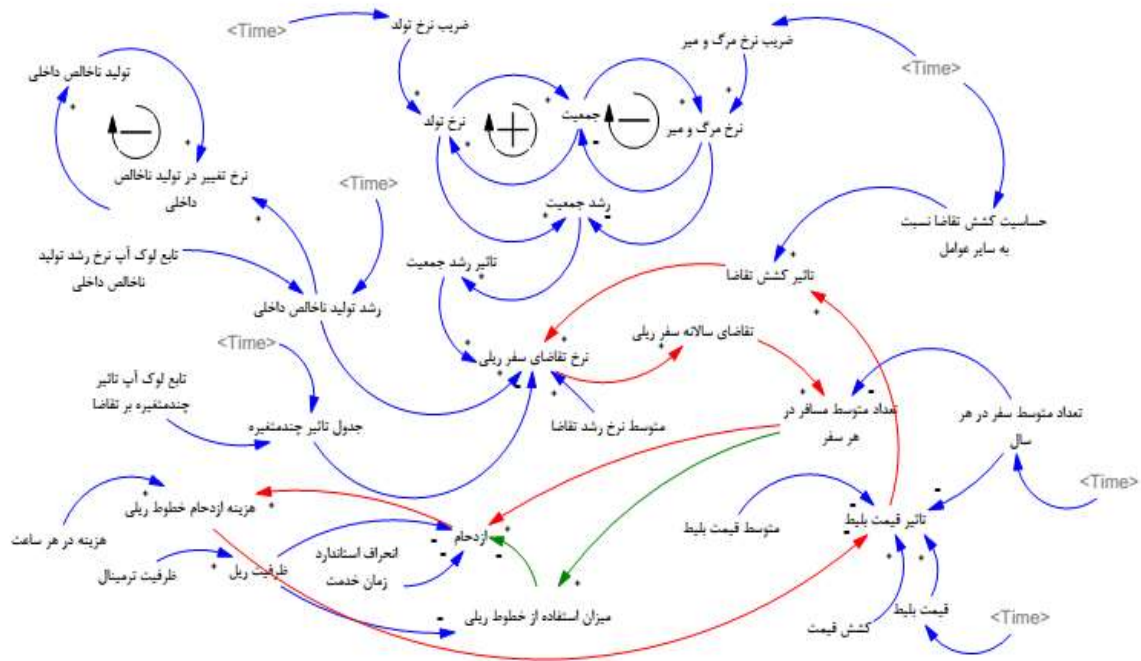 <Time>
ضریب نرخ تولد
ضریب نرخ مرگ و میر
<Time>
تولید ناخالص داخلی
جمعیت
نرخ تولد
نرخ مرگ و میر
نرخ تغییر در تولید ناخالص
داخلی
<Time>
رشد جمعیت
حساسیت کشش تقاضا نسبت
به سایر عوامل
تابع لوک آپ نرخ رشد تولید
ناخالص داخلی
تاثیر رشد جمعیت
تاثیر کشش تقاضا
رشد تولید ناخالص داخلی
تقاضای سالانه سفر ریلی
<Time>
نرخ تقاضای سفر ریلی
تابع لوک آپ تاثیر
چندمتغیره بر تقاضا
جدول تاثیر چندمتغیره
متوسط نرخ رشد تقاضا
تعداد متوسط مسافر در
هر سفر
تعداد متوسط سفر در هر
سال
<Time>
هزینه ازدحام خطوط ریلی
متوسط قیمت بلیط
تاثیر قیمت بلیط
هزینه در هر ساعت
ازدحام
انحراف استاندارد
زمان خدمت
ظرفیت ریل
ظرفیت ترمینال
میزان استفاده از خطوط ریلی
کشش قیمت
قیمت بلیط
<Time>